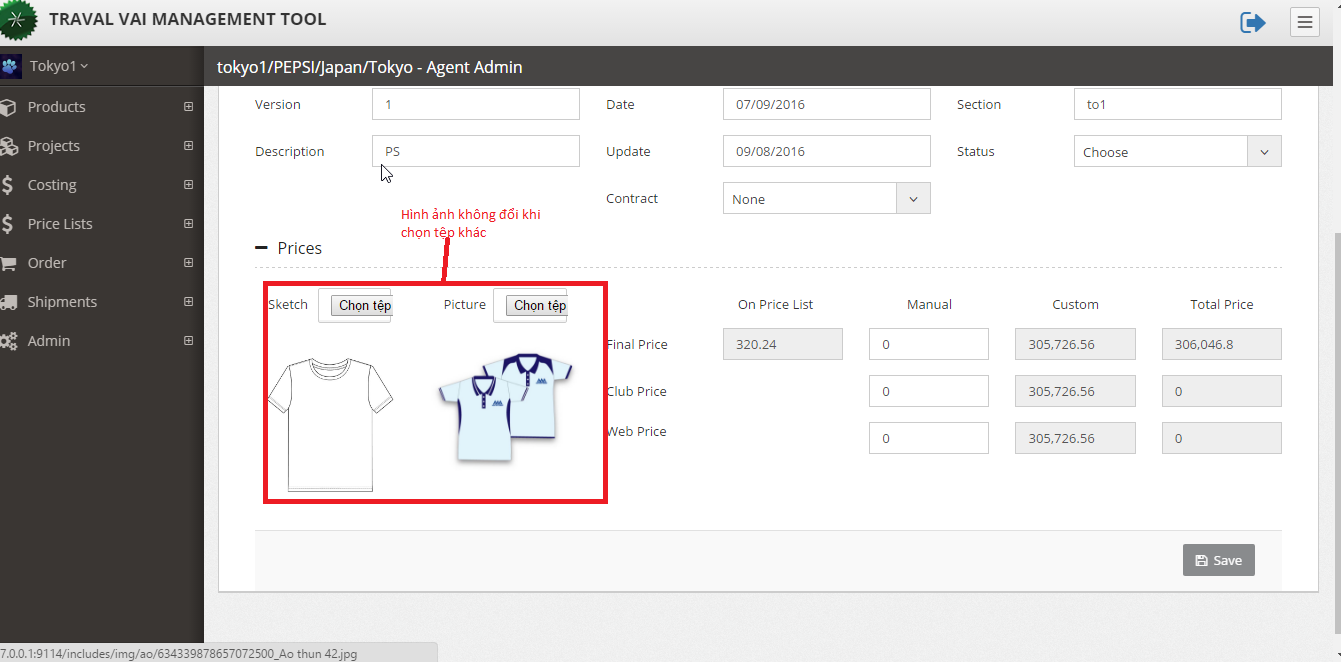 TRAVAL VAI MANAGEMENT TOOL
Tokyo1
tokyo1/PEPSI/Japan/Tokyo - Agent Admin
Products
Projects
Costing
Price Lists
Order
Shipments
Admin
Version 1 Date 07/09/2016 Section to1
Description PS Update 09/08/2016 Status Choose
Contract None
Hình ảnh không đổi khi
chọn tệp khác
Prices
Sketch Chọn tệp Picture Chọn tệp On Price List Manual Custom Total Price
Final Price 320.24 0 305,726.56 306,046.8
Club Price 0 305,726.56 0
Web Price 0 305,726.56 0
Save
7.0.0.1:9114/includes/img/ao/634339878657072500_Ao thun 42.jpg